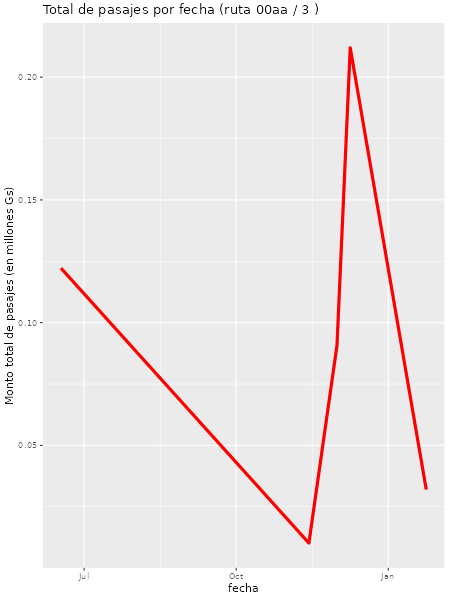 Total de pasajes por fecha (ruta 00aa / 3 )
Monto total de pasajes (en millones Gs)
0.20
0.15
0.10
0.05
Jul
Oct
Jan
fecha